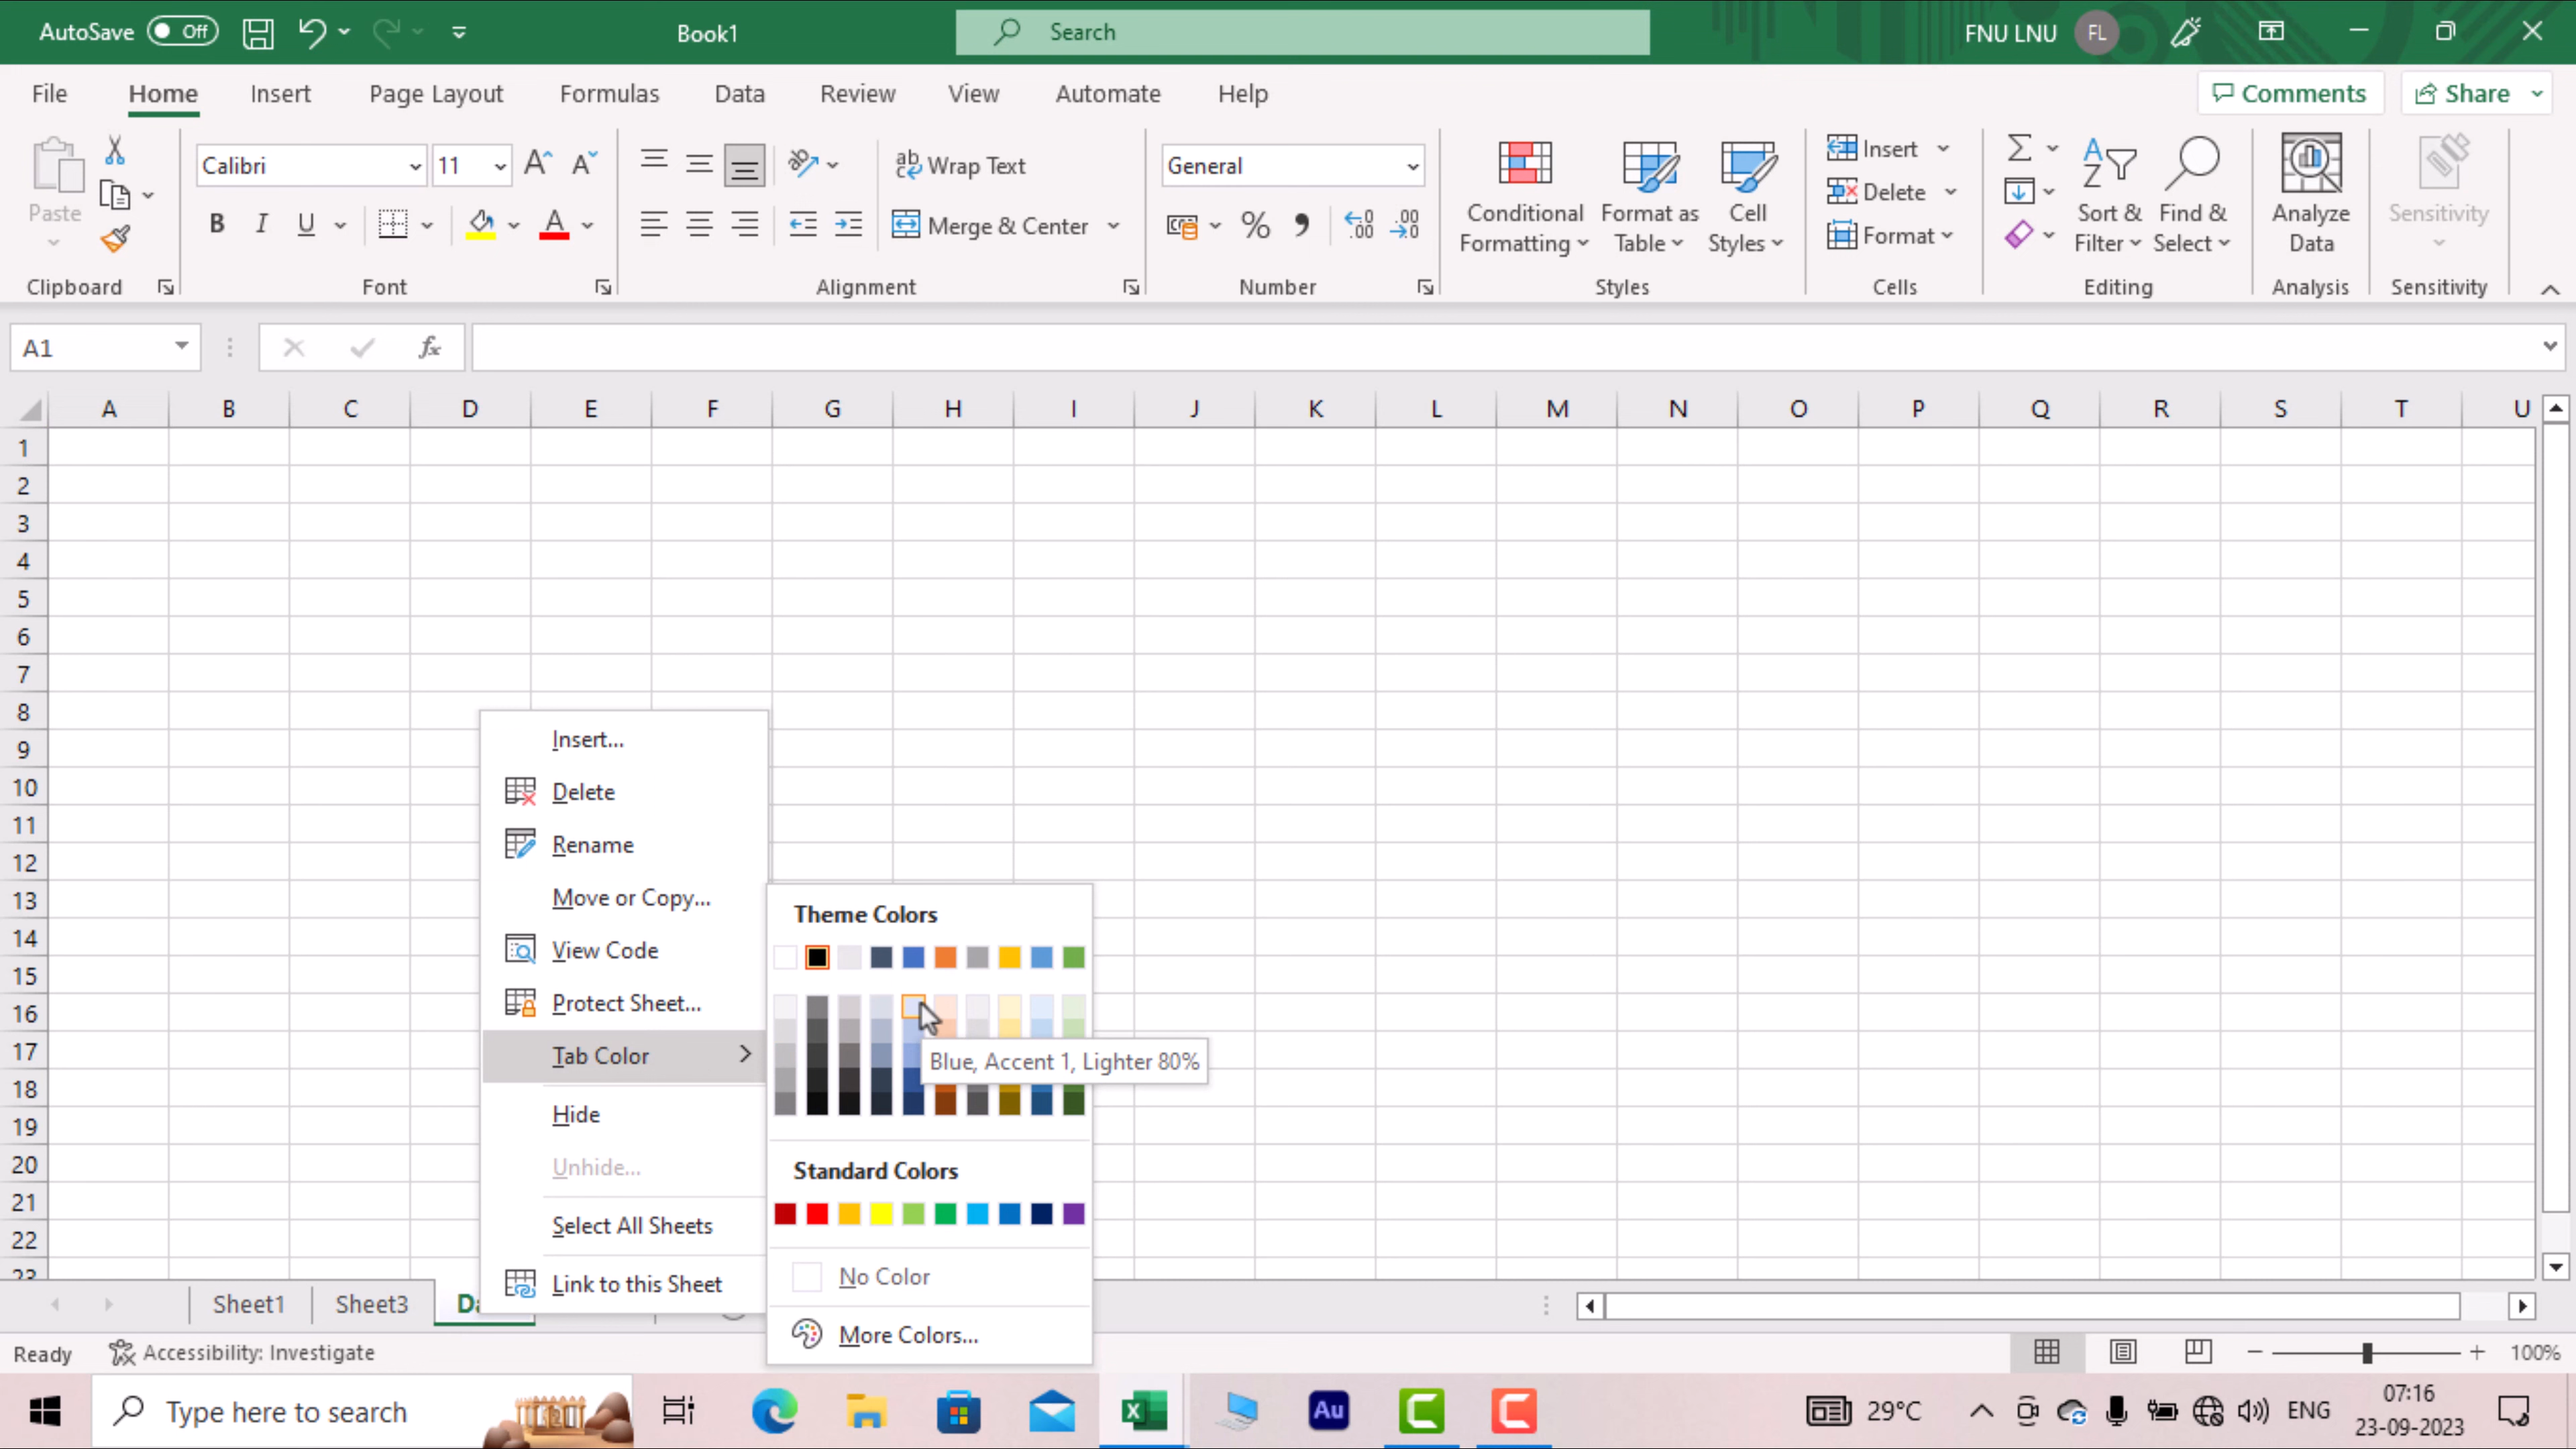 AutoSave Off Book1 Search FNU LNU FL
File Home Insert Page Layout Formulas Data Review View Automate Help Comments Share
Paste Calibri 11 Wrap Text General Insert
B I U Merge & Center % Conditional Formatting Format as Table Cell Styles Delete Format Sort & Filter Find & Select Analyze Data Sensitivity
Clipboard Font Alignment Number Styles Cells Editing Analysis Sensitivity
A1 fx
A B C D E F G H I J K L M N O P Q R S T U
1
2
3
4
5
6
7
8
9
10
11
12
13
14
15
16
17
18
19
20
21
22
23
Insert...
Delete
Rename
Move or Copy...
View Code
Protect Sheet...
Tab Color
Hide
Unhide...
Select All Sheets
Link to this Sheet
Theme Colors
Blue, Accent 1, Lighter 80%
Standard Colors
No Color
More Colors...
Sheet1 Sheet3
Ready Accessibility: Investigate 100%
Type here to search Au 29°C ENG 07:16
23-09-2023